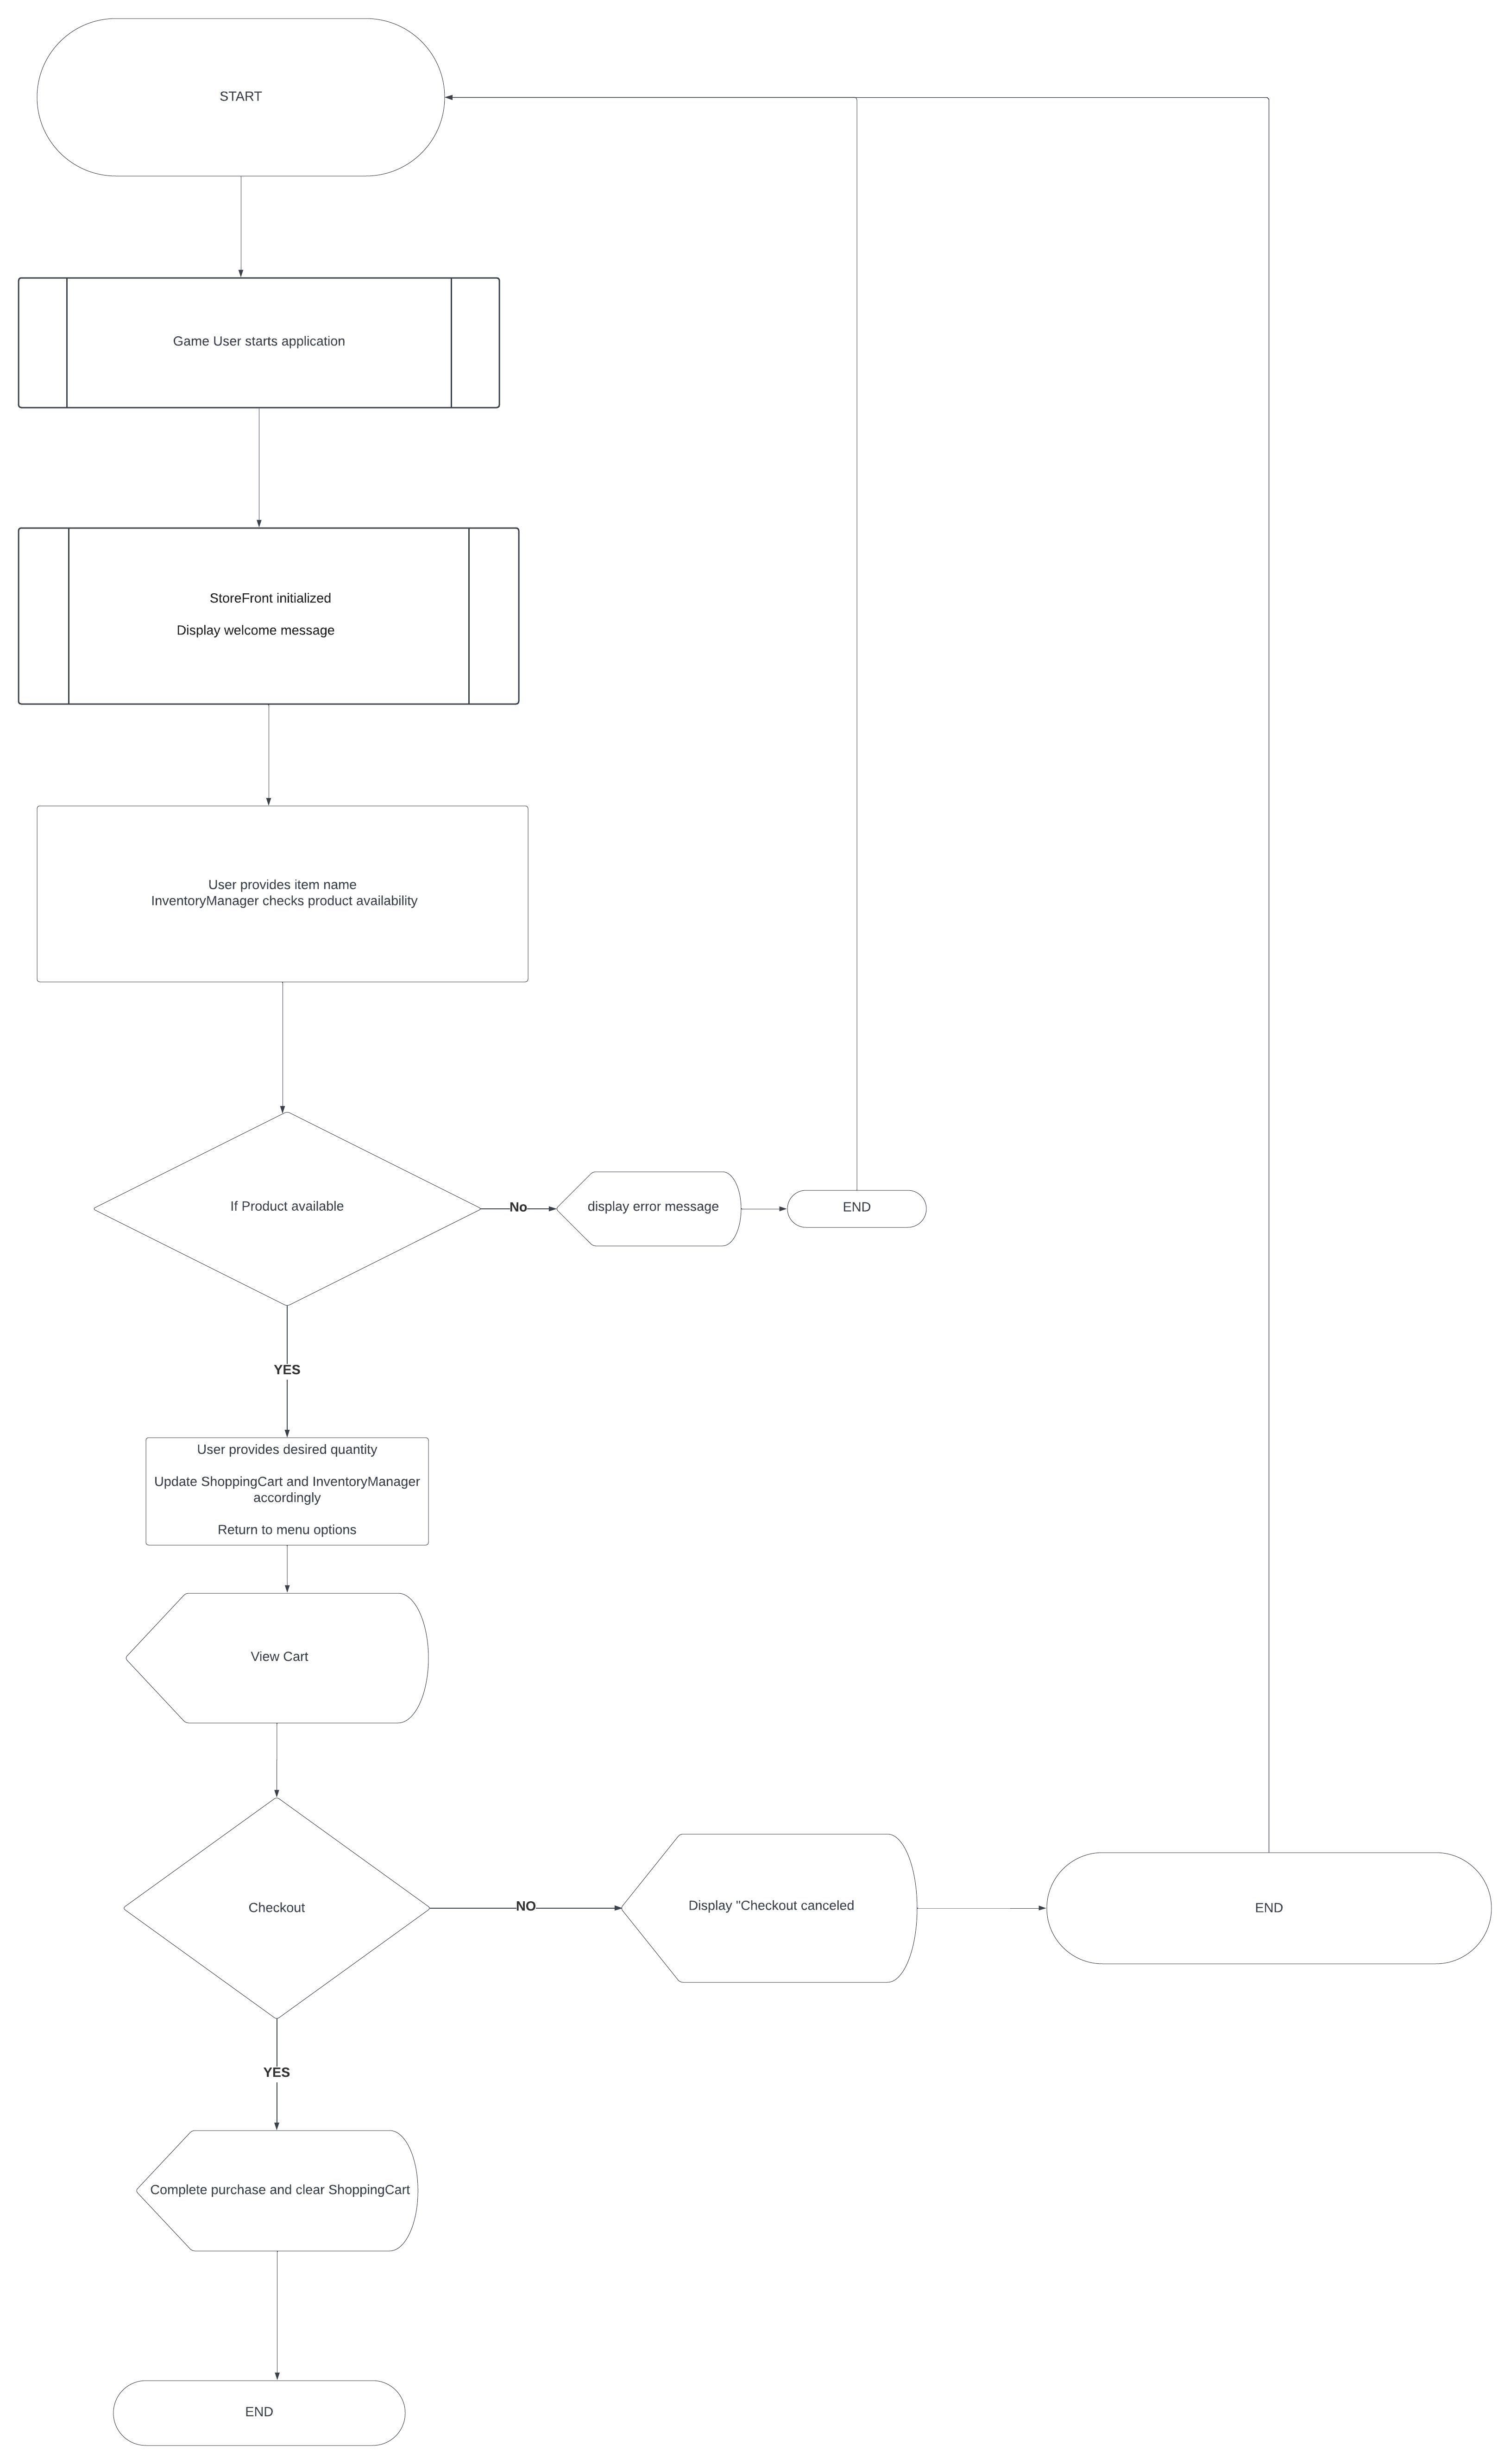 START
Game User starts application
StoreFront initialized
Display welcome message
User provides item name
InventoryManager checks product availability
If Product available
No
display error message
END
YES
User provides desired quantity
Update ShoppingCart and InventoryManager
accordingly
Return to menu options
View Cart
Checkout
NO
Display "Checkout canceled
END
YES
Complete purchase and clear ShoppingCart
END